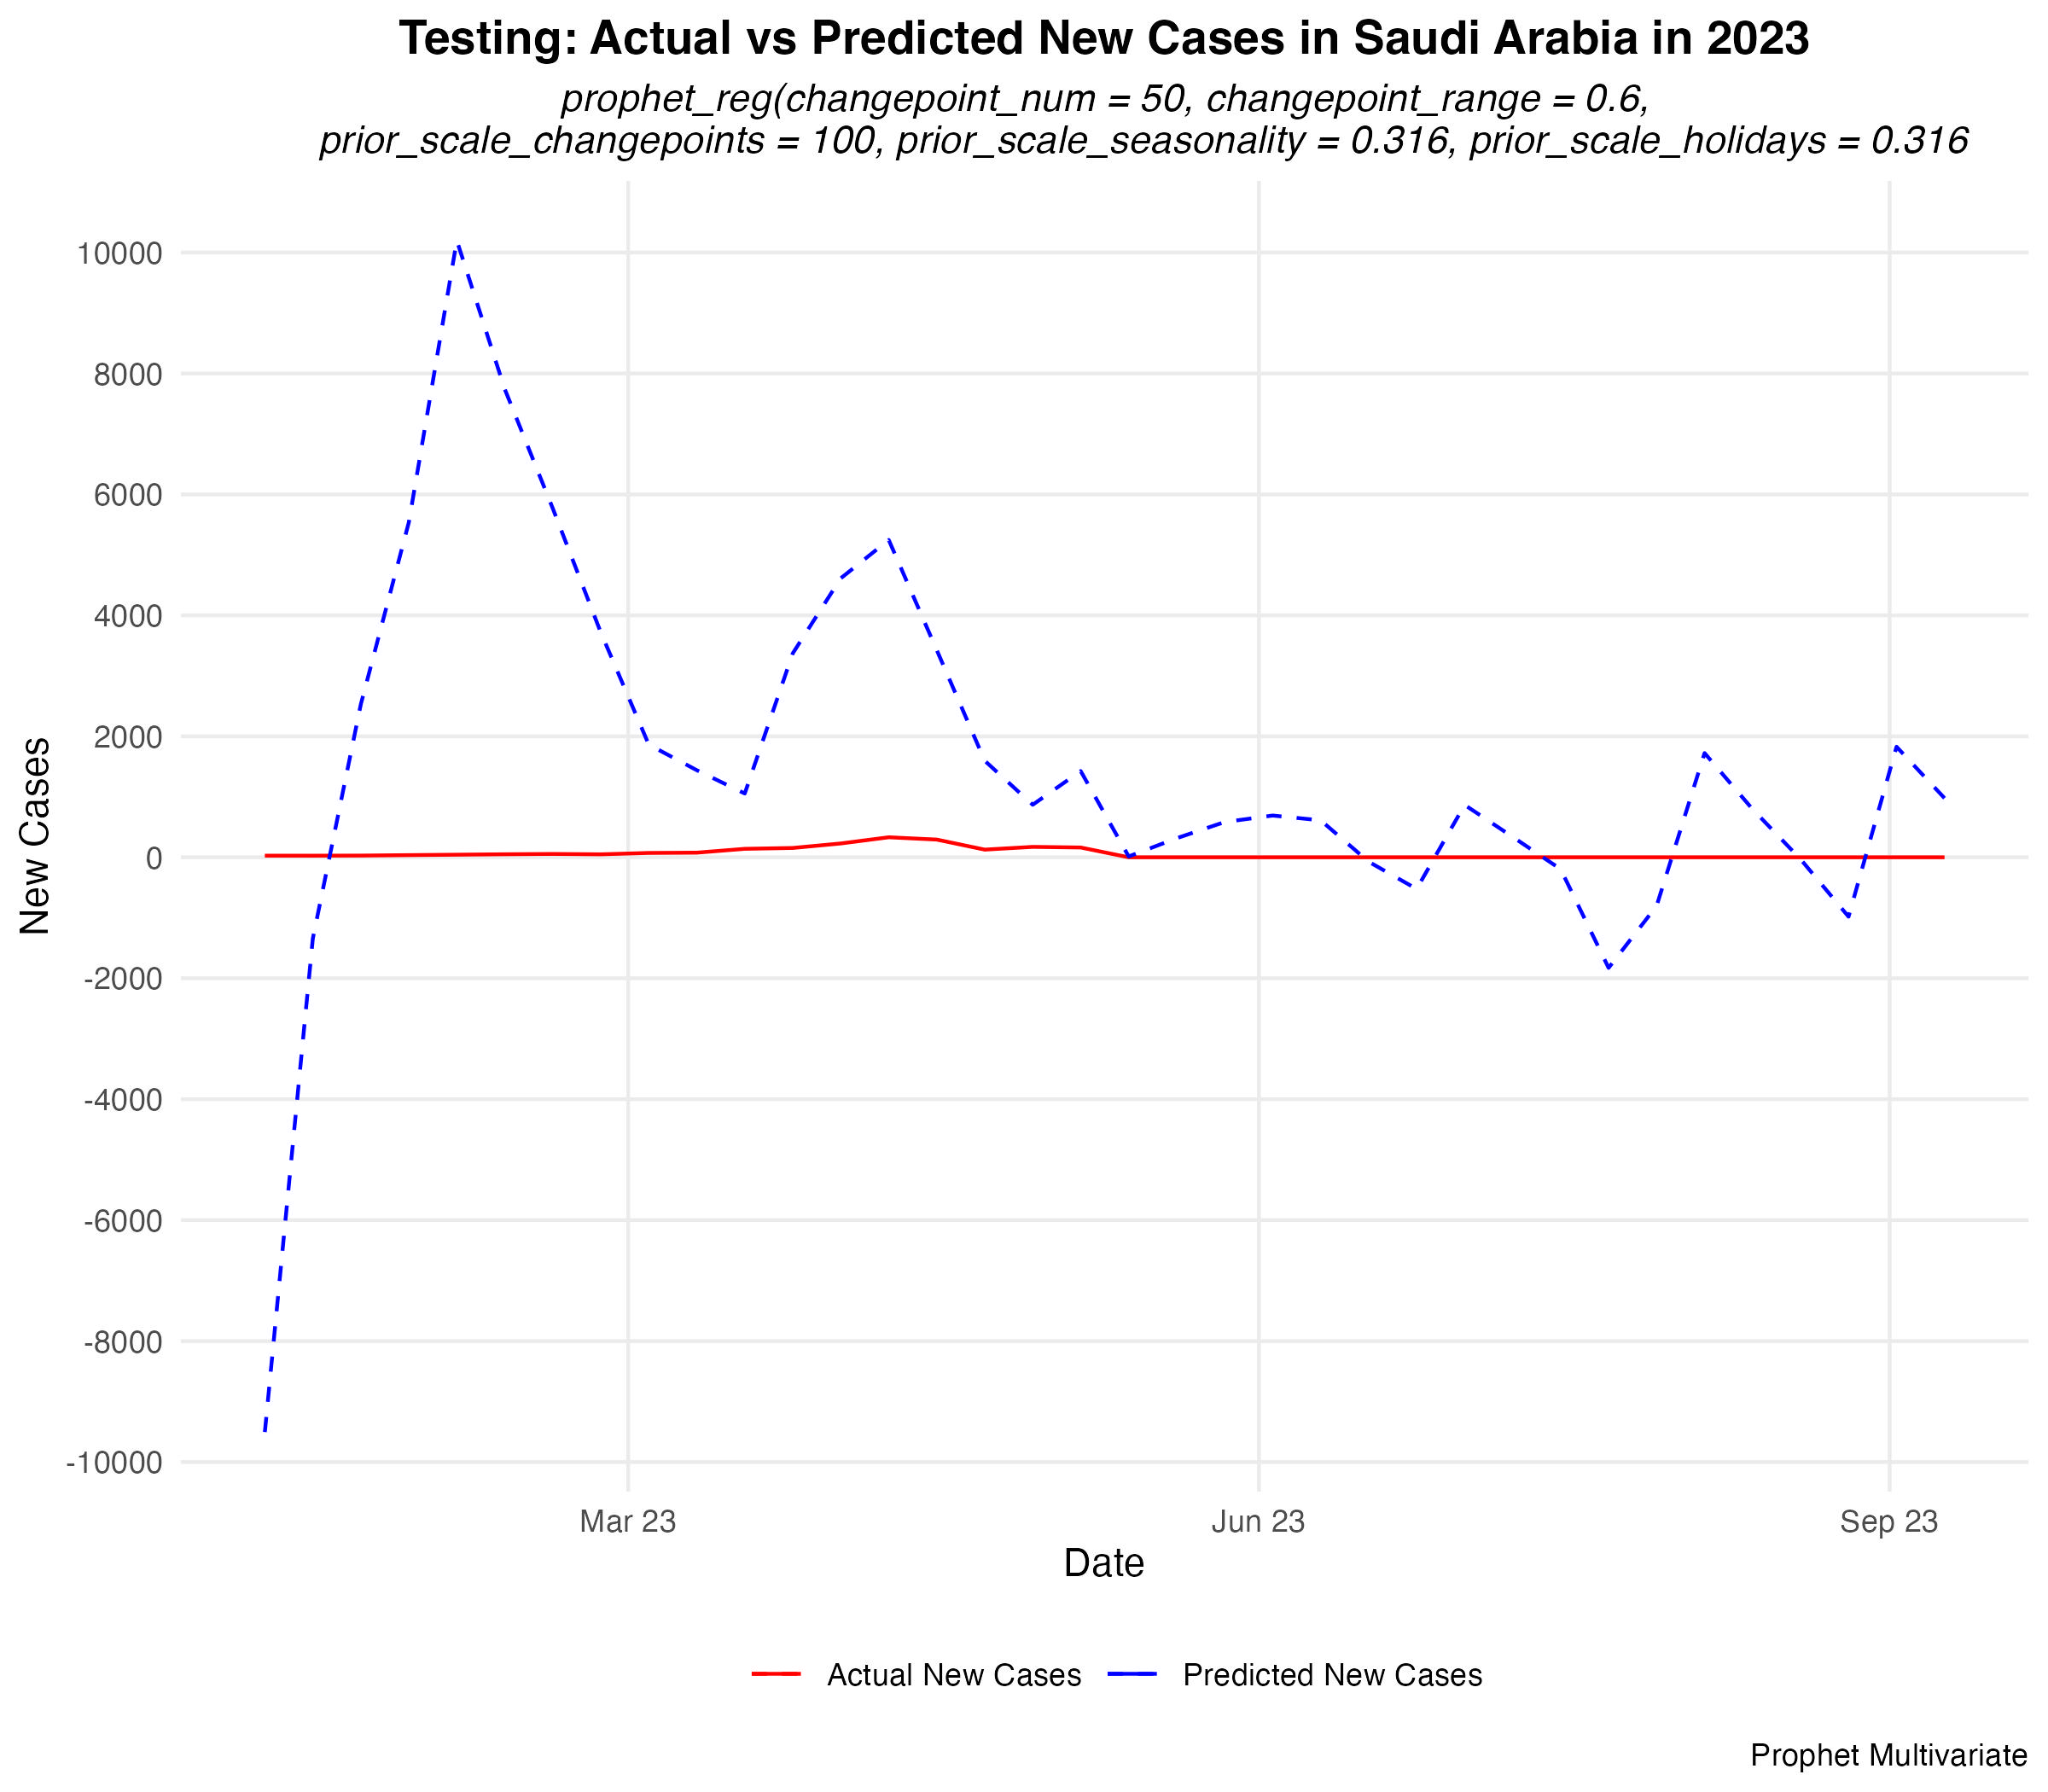 Testing: Actual vs Predicted New Cases in Saudi Arabia in 2023
prophet_reg(changepoint_num = 50, changepoint_range = 0.6,
prior_scale_changepoints = 100, prior_scale_seasonality = 0.316, prior_scale_holidays = 0.316
New Cases
10000
8000
6000
4000
2000
0
-2000
-4000
-6000
-8000
-10000
Mar 23
Jun 23
Sep 23
Date
Actual New Cases
Predicted New Cases
Prophet Multivariate